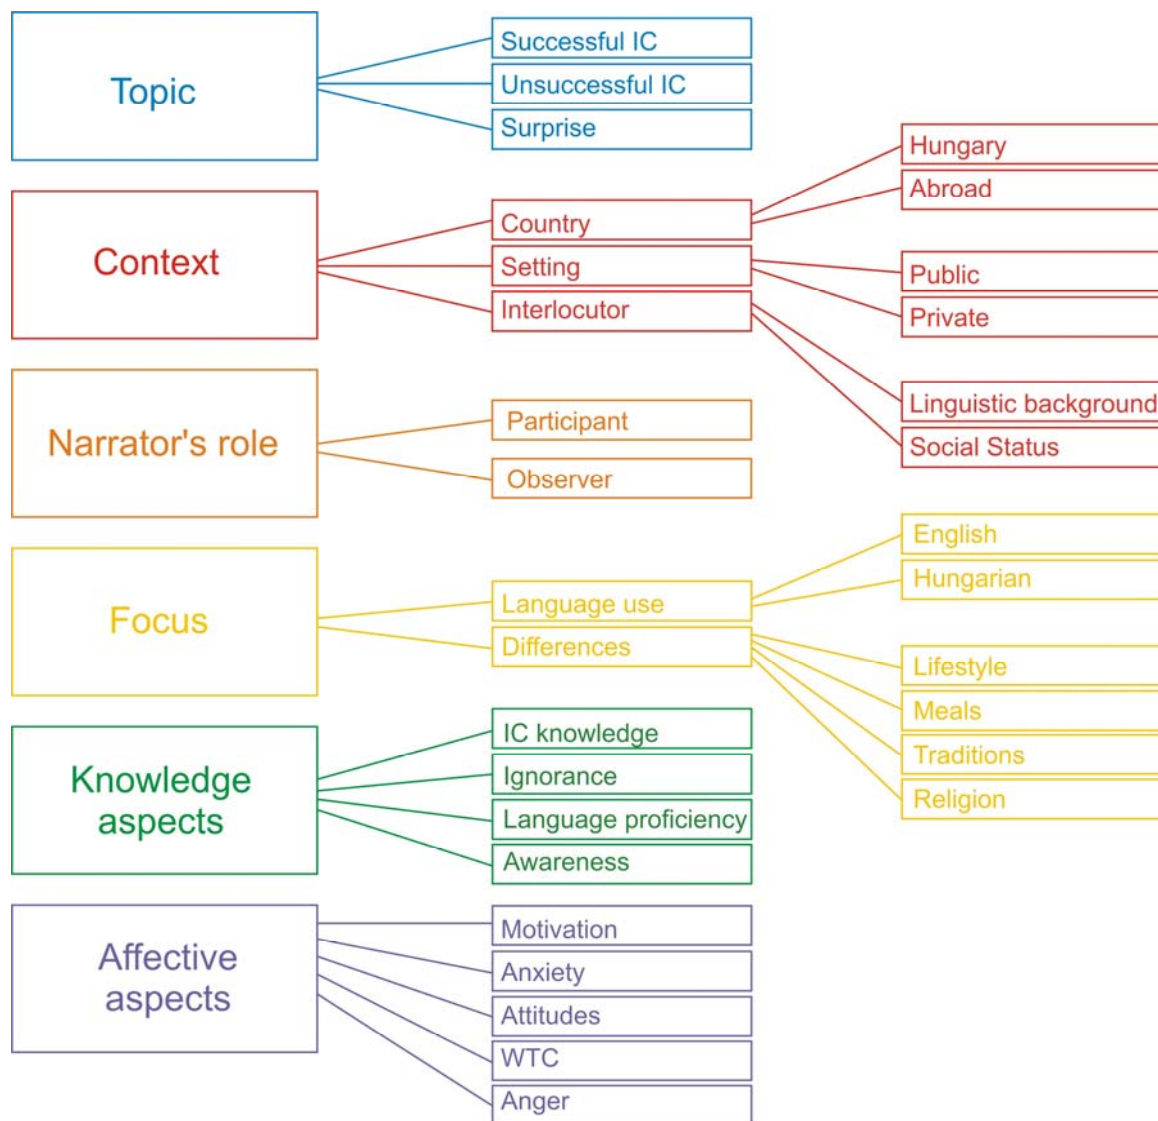 Topic
Successful IC
Unsuccessful IC
Surprise
Context
Country
Setting
Interlocutor
Hungary
Abroad
Public
Private
Linguistic background
Social Status
Narrator's role
Participant
Observer
Focus
Language use
Differences
English
Hungarian
Lifestyle
Meals
Traditions
Religion
Knowledge
aspects
IC knowledge
Ignorance
Language proficiency
Awareness
Affective
aspects
Motivation
Anxiety
Attitudes
WTC
Anger